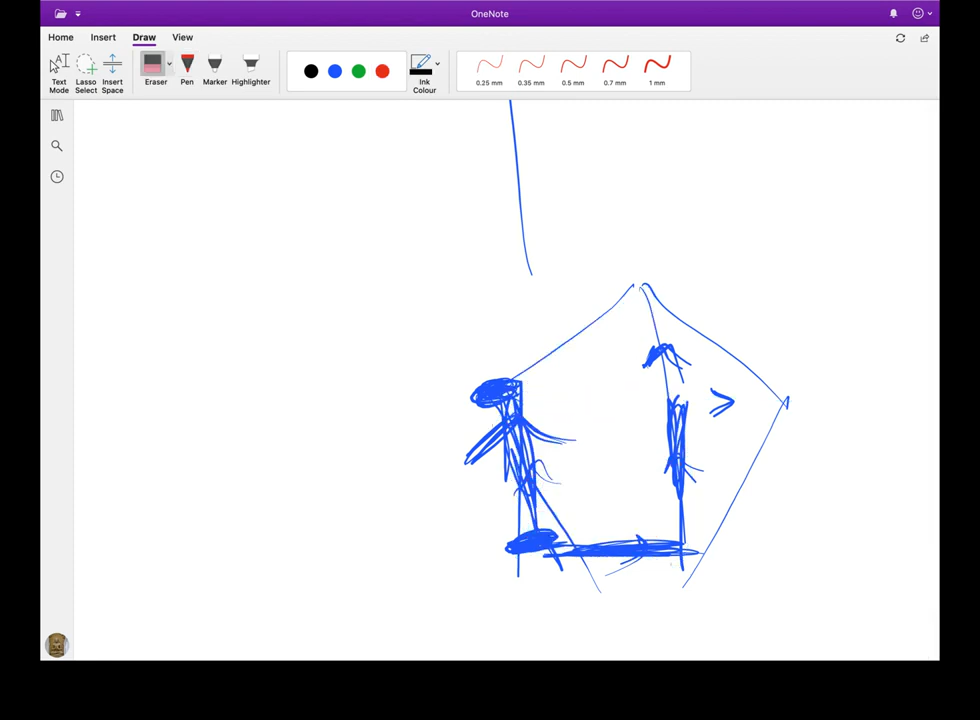 OneNote
Home Insert Draw View
Text Mode
Lasso Select
Insert Space
Eraser
Pen
Marker
Highlighter
Ink Colour
0.25 mm
0.35 mm
0.5 mm
0.7 mm
1 mm